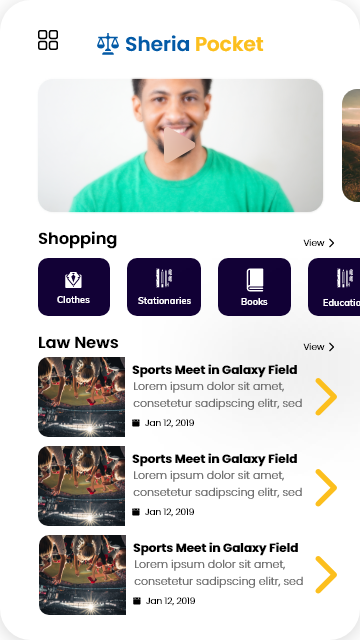 Sheria Pocket
Shopping
View
Clothes
Stationaries
Books
Educatio
Law News
View
Sports Meet in Galaxy Field
Lorem ipsum dolor sit amet,
consetetur sadipscing elitr, sed
Jan 12, 2019
Sports Meet in Galaxy Field
Lorem ipsum dolor sit amet,
consetetur sadipscing elitr, sed
Jan 12, 2019
Sports Meet in Galaxy Field
Lorem ipsum dolor sit amet,
consetetur sadipscing elitr, sed
Jan 12, 2019